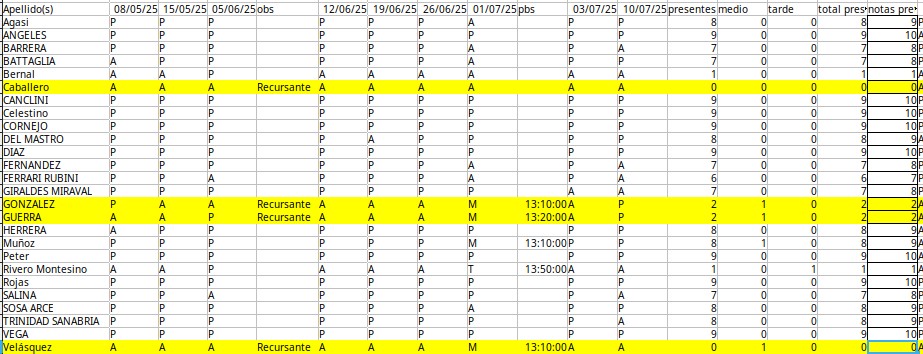 Apellido(s) 08/05/25 15/05/25 05/06/25 obs 12/06/25 19/06/25 26/06/25 01/07/25 pbs 03/07/25 10/07/25 presentes medio tarde total pres notas pre
Agasi P P P P P P A P P 8 0 0 8 9 P
ANGELES P P P P P P P P P 9 0 0 9 10 A
BARRERA P P P P P P A P A 7 0 0 7 8 P
BATTAGLIA A P P P P P A P P 7 0 0 7 8
Bernal A P A A A A A A A 1 0 0 1 1 A
Caballero A A A Recursante A A A A A A 0 0 0 0 0 A
CANCLINI P P P P P P P P P 9 0 0 9 10 P
Celestino P P P P P P P P P 9 0 0 9 10 P
CORNEJO P P P P P P P P P 9 0 0 9 10 P
DEL MASTRO P P P P A P P P P 8 0 0 8 9 A
DIAZ P P P P P P P P P 9 0 0 9 10 P
FERNANDEZ P P P P P P A P A 7 0 0 7 8 P
FERRARI RUBINI P P A P P P A P A 6 0 0 6 7 P
GIRALDES MIRAVAL P P P P P P P A A 7 0 0 7 8 P
GONZALEZ P A A Recursante A A A M 13:10:00 A P 2 1 0 2 2 A
GUERRA A A P Recursante A A A M 13:20:00 A P 2 1 0 2 2 A
HERRERA A P P P P P P P P 8 0 0 8 9 A
Muñoz P P P P P P M 13:10:00 P P 8 1 0 8 9 P
Peter P P P P P P P P P 9 0 0 9 10 A
Rivero Montesino A A P A A A T 13:50:00 A A 1 0 1 1 1 A
Rojas P P P P P P P P P 9 0 0 9 10 P
SALINA P P A P P P A P P 7 0 0 7 8 P
SOSA ARCE P P P P P P A P P 8 0 0 8 9 P
TRINIDAD SANABRIA P P P P P P P P A 8 0 0 8 9 P
VEGA P P P P P P P P P 9 0 0 9 10 P
Velásquez A A A Recursante A A A M 13:10:00 A A 0 1 0 0 0 A